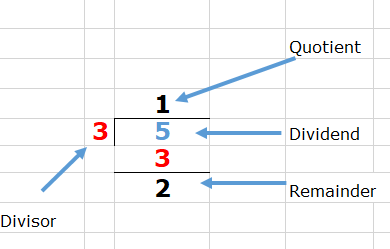 Quotient
1
3 5 Dividend
3
2 Remainder
Divisor